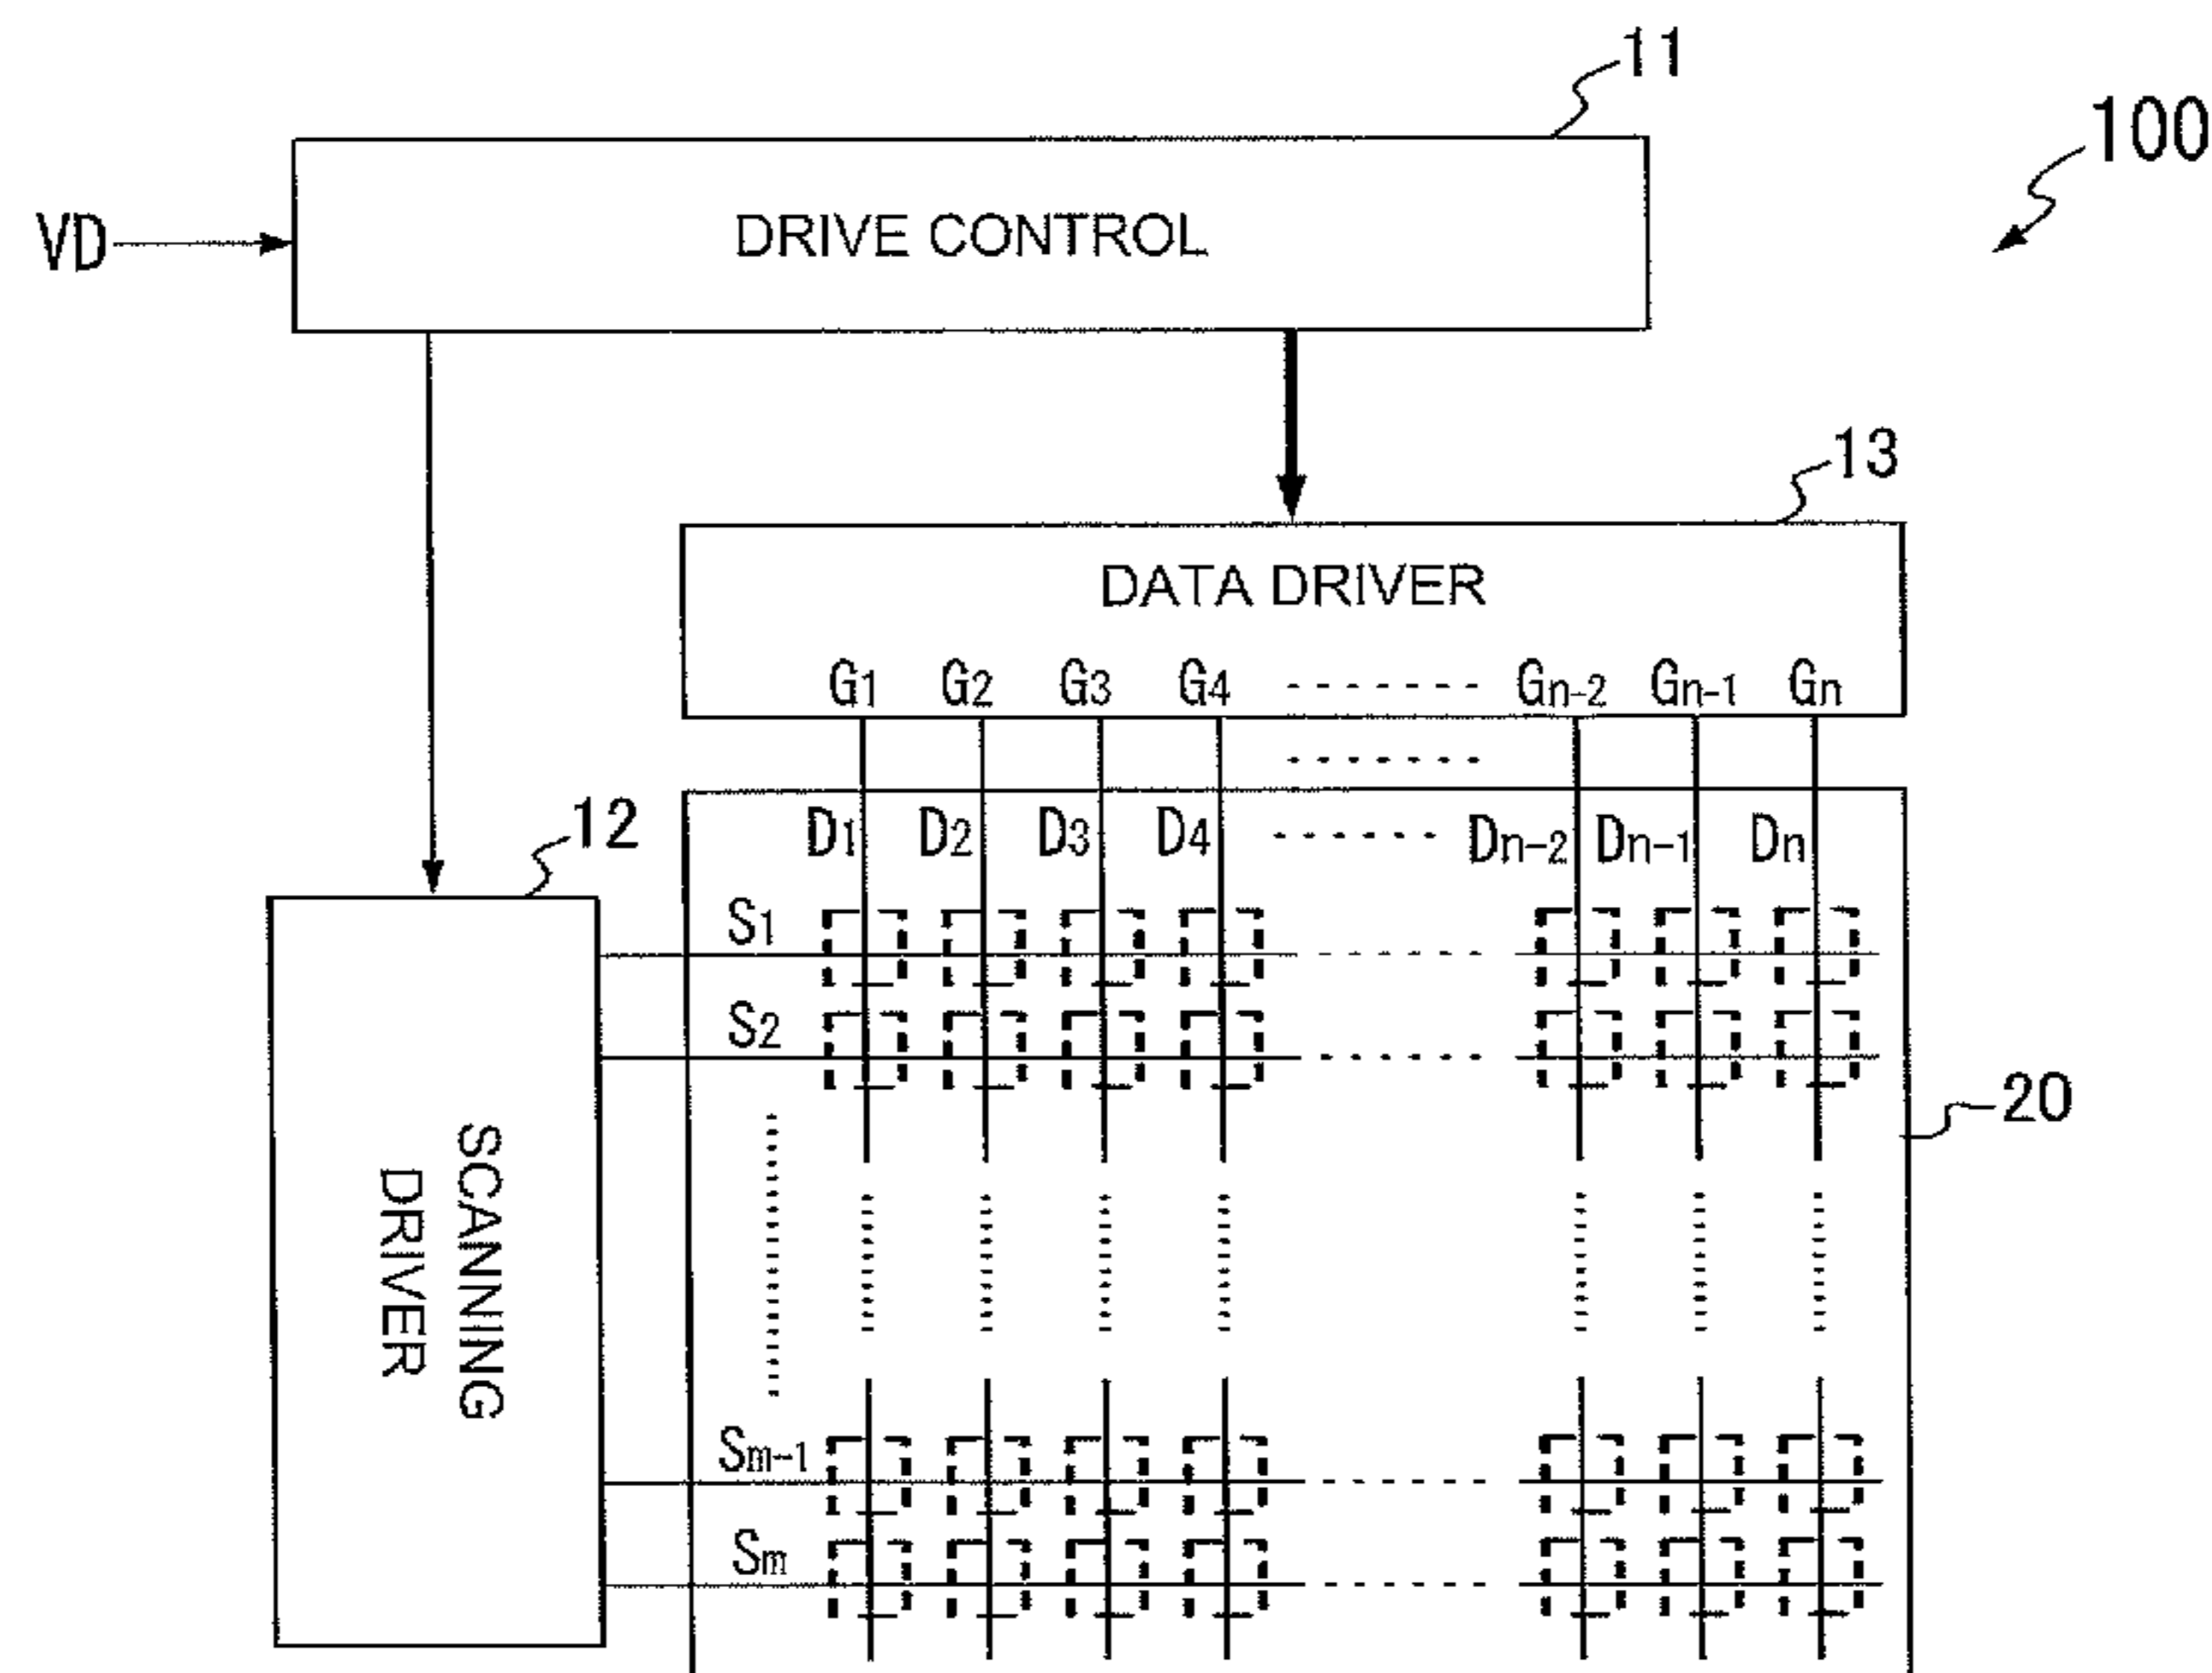 11
100
VD
DRIVE CONTROL
13
DATA DRIVER
G1 G2 G3 G4 Gn-2 Gn-1 Gn
12
D1 D2 D3 D4 Dn-2 Dn-1 Dn
S1
S2
20
SCANNING
DRIVER
Sm-1
Sm